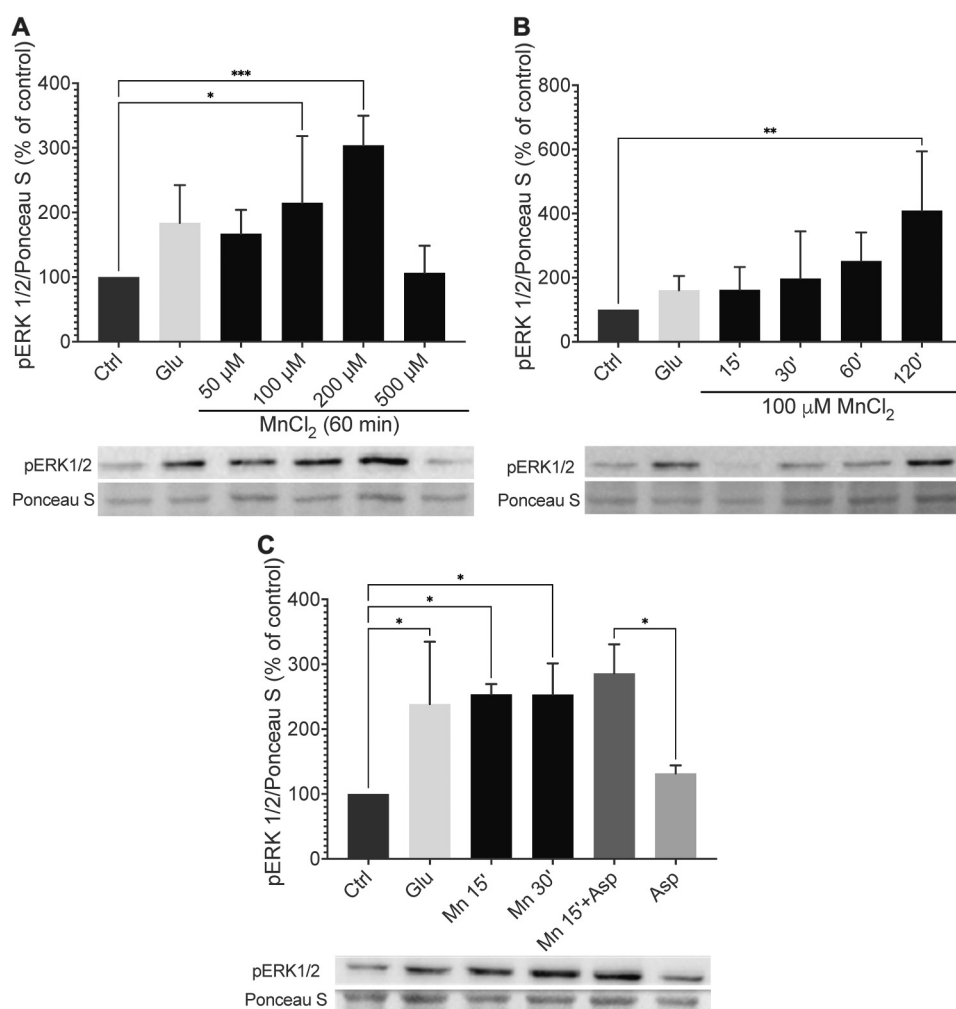 A
pERK 1/2/Ponceau S (% of control)
400
300
200
100
0
***
*
Ctrl
Glu
50 µM
100 µM
200 µM
500 µM
MnCl2 (60 min)
pERK1/2
Ponceau S
B
pERK 1/2/Ponceau S (% of control)
800
600
400
200
0
**
Ctrl
Glu
15'
30'
60'
120'
100 µM MnCl2
pERK1/2
Ponceau S
C
pERK 1/2/Ponceau S (% of control)
400
300
200
100
0
*
*
*
*
Ctrl
Glu
Mn 15'
Mn 30'
Mn 15'+Asp
Asp
pERK1/2
Ponceau S